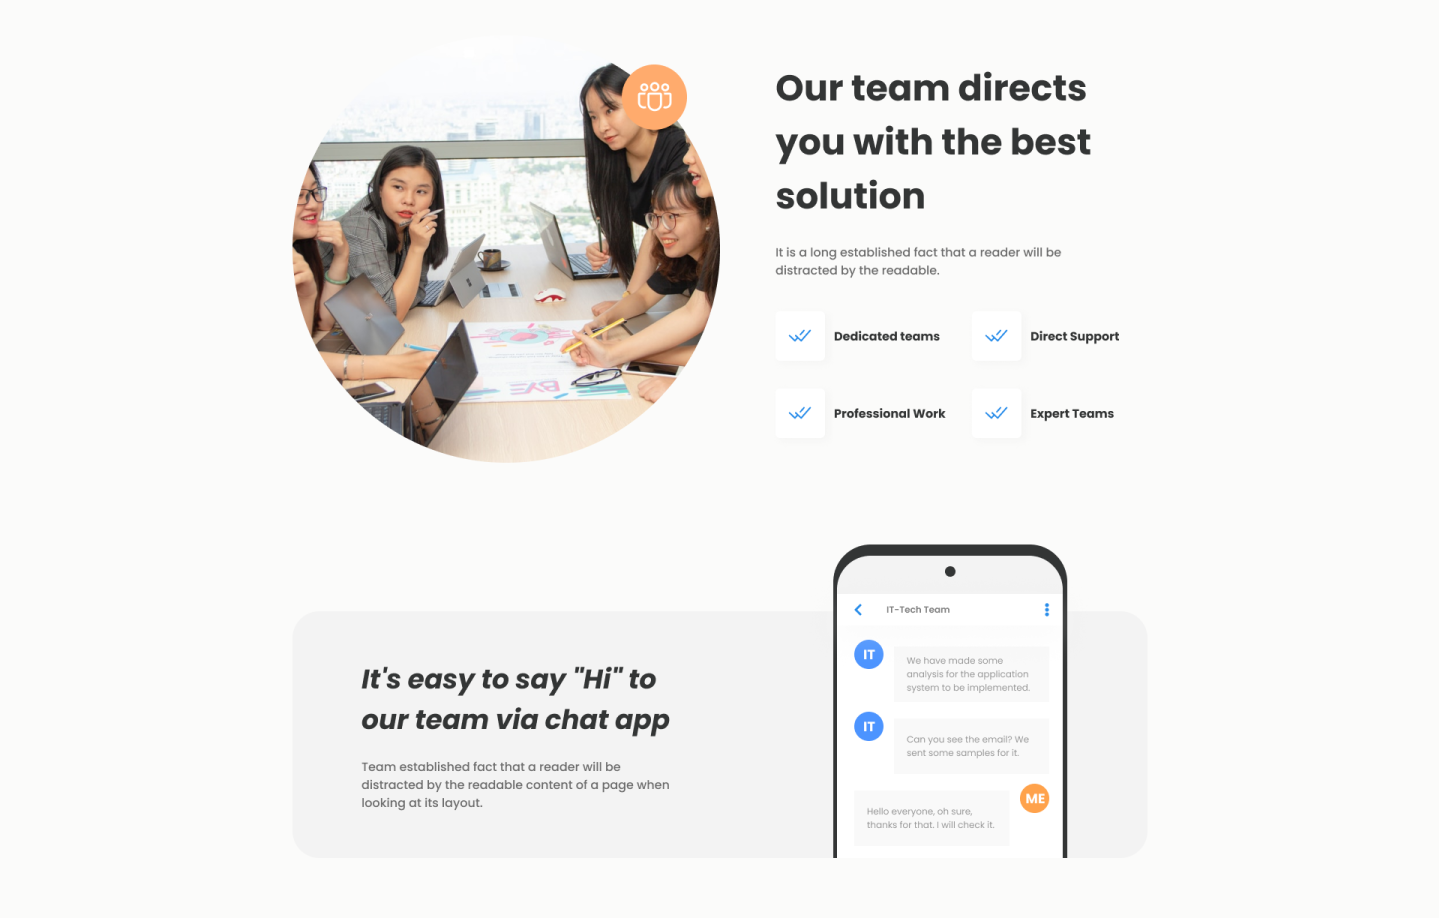 Our team directs
you with the best
solution
It is a long established fact that a reader will be
distracted by the readable.
Dedicated teams
Direct Support
Professional Work
Expert Teams
It's easy to say "Hi" to
our team via chat app
Team established fact that a reader will be
distracted by the readable content of a page when
looking at its layout.
IT-Tech Team
IT
We have made some
analysis for the application
system to be implemented.
IT
Can you see the email? We
sent some samples for it.
ME
Hello everyone, oh sure,
thanks for that. I will check it.